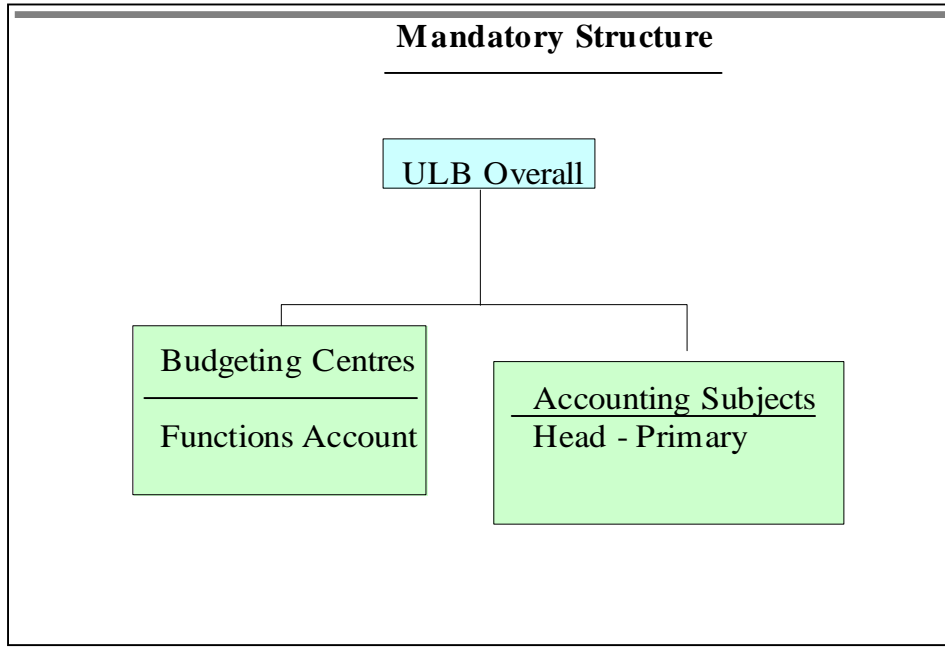 Mandatory Structure
ULB Overall
Budgeting Centres
Functions Account
Accounting Subjects
Head - Primary